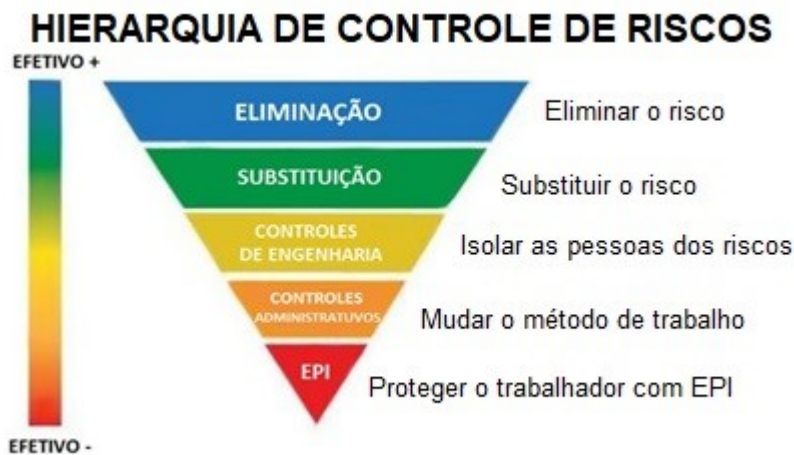 HIERARQUIA DE CONTROLE DE RISCOS
EFETIVO +
ELIMINAÇÃO
Eliminar o risco
SUBSTITUIÇÃO
Substituir o risco
CONTROLES
DE ENGENHARIA
Isolar as pessoas dos riscos
CONTROLES
ADMINISTRATUVOS
Mudar o método de trabalho
EPI
Proteger o trabalhador com EPI
EFETIVO -